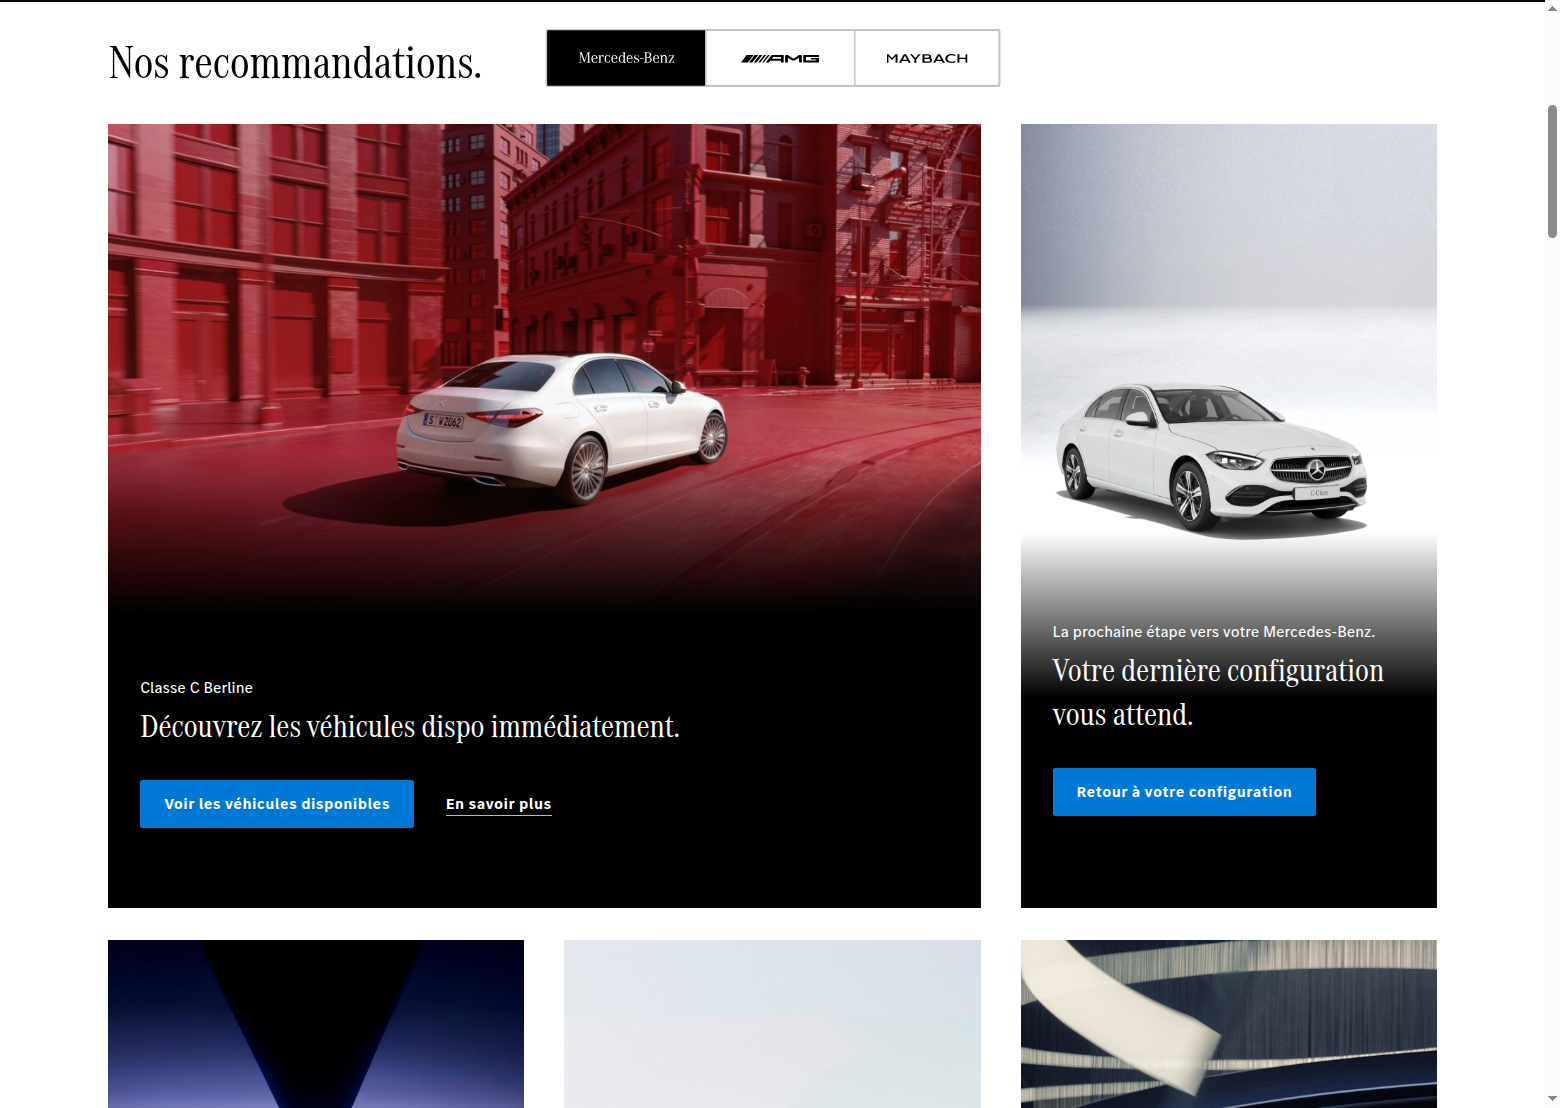 Nos recommandations.
Mercedes-Benz
AMG
MAYBACH
S W 2062
C-Class
Classe C Berline
Découvrez les véhicules dispo immédiatement.
Voir les véhicules disponibles
En savoir plus
La prochaine étape vers votre Mercedes-Benz.
Votre dernière configuration
vous attend.
Retour à votre configuration